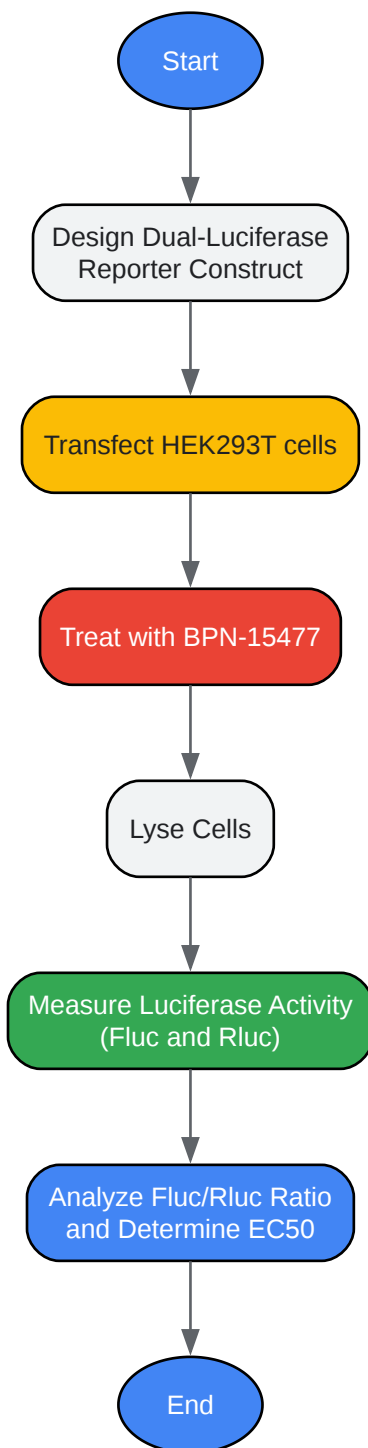 Start
Design Dual-Luciferase
Reporter Construct
Transfect HEK293T cells
Treat with BPN-15477
Lyse Cells
Measure Luciferase Activity
(Fluc and Rluc)
Analyze Fluc/Rluc Ratio
and Determine EC50
End